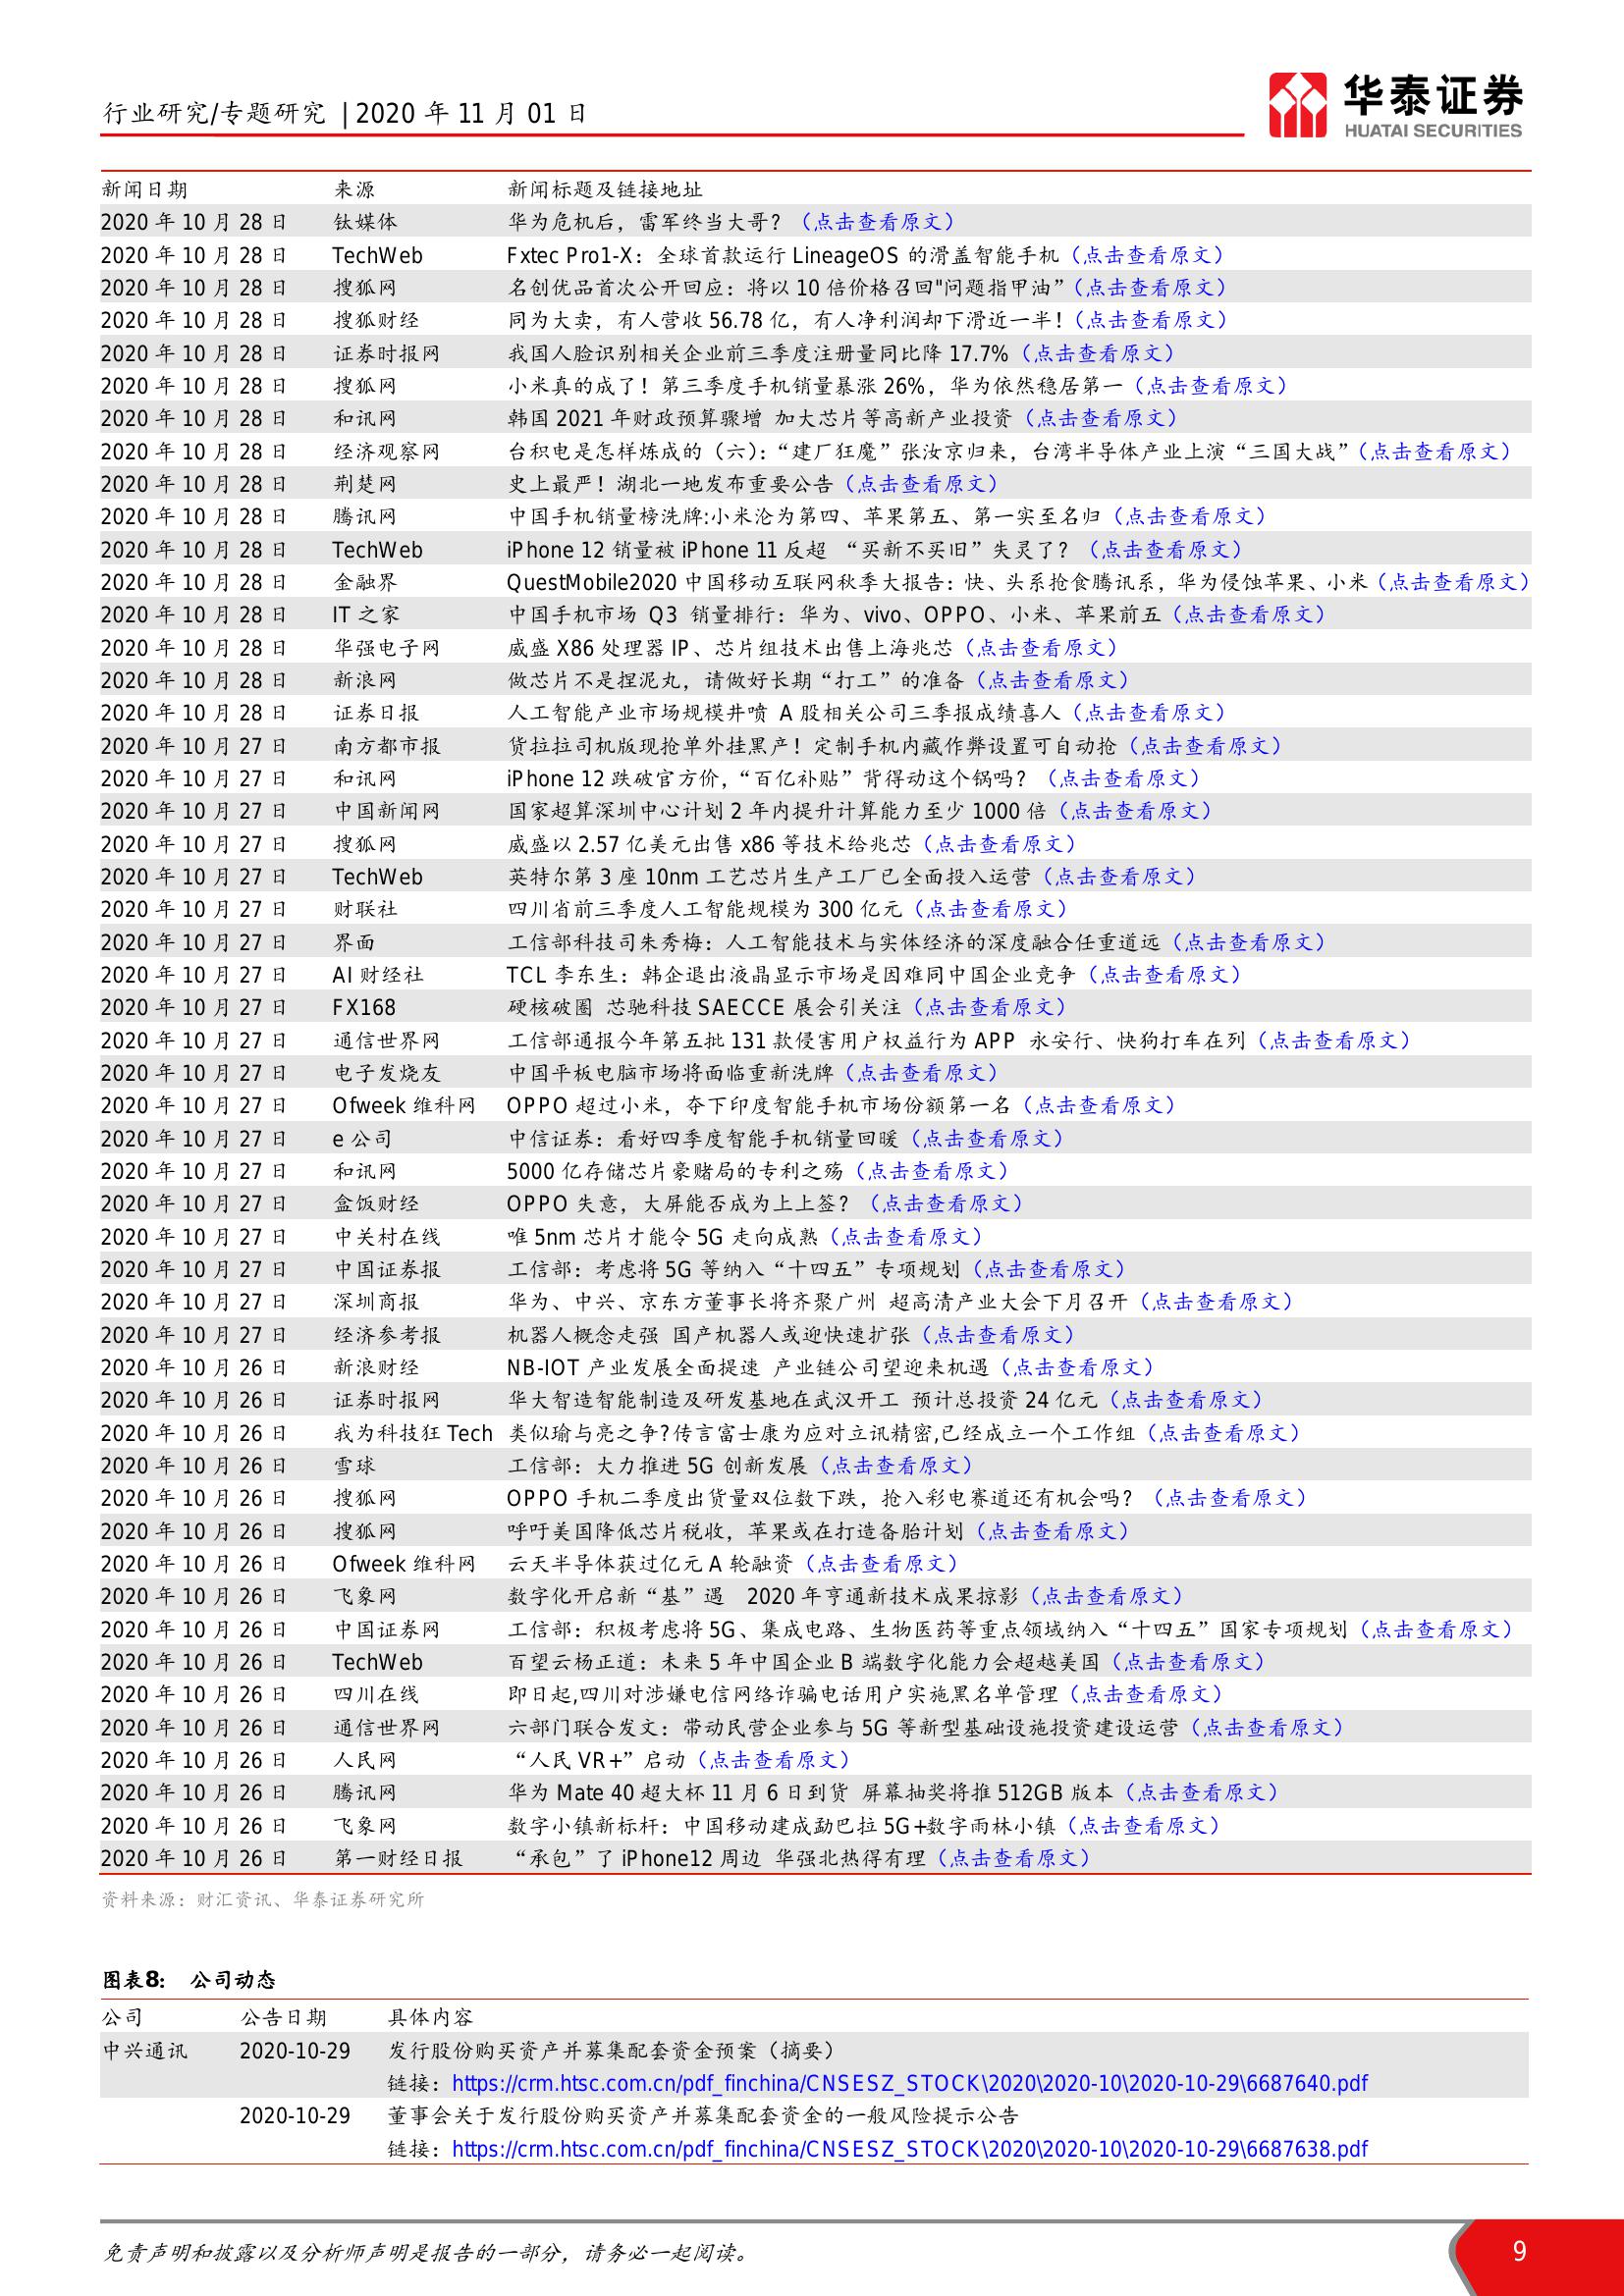 行业研究/专题研究 | 2020 年 11 月 01 日
华泰证券
HUATAI SECURITIES
新闻日期 来源 新闻标题及链接地址
2020 年 10 月 28 日 钛媒体 华为危机后，雷军终当大哥？（点击查看原文）
2020 年 10 月 28 日 TechWeb Fxtec Pro1-X：全球首款运行 LineageOS 的滑盖智能手机（点击查看原文）
2020 年 10 月 28 日 搜狐网 名创优品首次公开回应：将以 10 倍价格召回"问题指甲油”（点击查看原文）
2020 年 10 月 28 日 搜狐财经 同为大卖，有人营收 56.78 亿，有人净利润却下滑近一半！（点击查看原文）
2020 年 10 月 28 日 证券时报网 我国人脸识别相关企业前三季度注册量同比降 17.7%（点击查看原文）
2020 年 10 月 28 日 搜狐网 小米真的成了！第三季度手机销量暴涨 26%，华为依然稳居第一（点击查看原文）
2020 年 10 月 28 日 和讯网 韩国 2021 年财政预算骤增 加大芯片等高新产业投资（点击查看原文）
2020 年 10 月 28 日 经济观察网 台积电是怎样炼成的（六）：“建厂狂魔”张汝京归来，台湾半导体产业上演“三国大战”（点击查看原文）
2020 年 10 月 28 日 荆楚网 史上最严！湖北一地发布重要公告（点击查看原文）
2020 年 10 月 28 日 腾讯网 中国手机销量榜洗牌:小米沦为第四、苹果第五、第一实至名归（点击查看原文）
2020 年 10 月 28 日 TechWeb iPhone 12 销量被 iPhone 11 反超 “买新不买旧”失灵了？（点击查看原文）
2020 年 10 月 28 日 金融界 QuestMobile2020 中国移动互联网秋季大报告：快、头系抢食腾讯系，华为侵蚀苹果、小米（点击查看原文）
2020 年 10 月 28 日 IT 之家 中国手机市场 Q3 销量排行：华为、vivo、OPPO、小米、苹果前五（点击查看原文）
2020 年 10 月 28 日 华强电子网 威盛 X86 处理器 IP、芯片组技术出售上海兆芯（点击查看原文）
2020 年 10 月 28 日 新浪网 做芯片不是捏泥丸，请做好长期“打工”的准备（点击查看原文）
2020 年 10 月 28 日 证券日报 人工智能产业市场规模井喷 A 股相关公司三季报成绩喜人（点击查看原文）
2020 年 10 月 27 日 南方都市报 货拉拉司机版现抢单外挂黑产！定制手机内藏作弊设置可自动抢（点击查看原文）
2020 年 10 月 27 日 和讯网 iPhone 12 跌破官方价，“百亿补贴”背得动这个锅吗？（点击查看原文）
2020 年 10 月 27 日 中国新闻网 国家超算深圳中心计划 2 年内提升计算能力至少 1000 倍（点击查看原文）
2020 年 10 月 27 日 搜狐网 威盛以 2.57 亿美元出售 x86 等技术给兆芯（点击查看原文）
2020 年 10 月 27 日 TechWeb 英特尔第 3 座 10nm 工艺芯片生产工厂已全面投入运营（点击查看原文）
2020 年 10 月 27 日 财联社 四川省前三季度人工智能规模为 300 亿元（点击查看原文）
2020 年 10 月 27 日 界面 工信部科技司朱秀梅：人工智能技术与实体经济的深度融合任重道远（点击查看原文）
2020 年 10 月 27 日 AI 财经社 TCL 李东生：韩企退出液晶显示市场是因难同中国企业竞争（点击查看原文）
2020 年 10 月 27 日 FX168 硬核破圈 芯驰科技 SAECCE 展会引关注（点击查看原文）
2020 年 10 月 27 日 通信世界网 工信部通报今年第五批 131 款侵害用户权益行为 APP 永安行、快狗打车在列（点击查看原文）
2020 年 10 月 27 日 电子发烧友 中国平板电脑市场将面临重新洗牌（点击查看原文）
2020 年 10 月 27 日 Ofweek 维科网 OPPO 超过小米，夺下印度智能手机市场份额第一名（点击查看原文）
2020 年 10 月 27 日 e 公司 中信证券：看好四季度智能手机销量回暖（点击查看原文）
2020 年 10 月 27 日 和讯网 5000 亿存储芯片豪赌局的专利之殇（点击查看原文）
2020 年 10 月 27 日 盒饭财经 OPPO 失意，大屏能否成为上上签？（点击查看原文）
2020 年 10 月 27 日 中关村在线 唯 5nm 芯片才能令 5G 走向成熟（点击查看原文）
2020 年 10 月 27 日 中国证券报 工信部：考虑将 5G 等纳入“十四五”专项规划（点击查看原文）
2020 年 10 月 27 日 深圳商报 华为、中兴、京东方董事长将齐聚广州 超高清产业大会下月召开（点击查看原文）
2020 年 10 月 27 日 经济参考报 机器人概念走强 国产机器人或迎快速扩张（点击查看原文）
2020 年 10 月 26 日 新浪财经 NB-IOT 产业发展全面提速 产业链公司望迎来机遇（点击查看原文）
2020 年 10 月 26 日 证券时报网 华大智造智能制造及研发基地在武汉开工 预计总投资 24 亿元（点击查看原文）
2020 年 10 月 26 日 我为科技狂 Tech 类似瑜与亮之争?传言富士康为应对立讯精密,已经成立一个工作组（点击查看原文）
2020 年 10 月 26 日 雪球 工信部：大力推进 5G 创新发展（点击查看原文）
2020 年 10 月 26 日 搜狐网 OPPO 手机二季度出货量双位数下跌，抢入彩电赛道还有机会吗？（点击查看原文）
2020 年 10 月 26 日 搜狐网 呼吁美国降低芯片税收，苹果或在打造备胎计划（点击查看原文）
2020 年 10 月 26 日 Ofweek 维科网 云天半导体获过亿元 A 轮融资（点击查看原文）
2020 年 10 月 26 日 飞象网 数字化开启新“基”遇 2020 年亨通新技术成果掠影（点击查看原文）
2020 年 10 月 26 日 中国证券网 工信部：积极考虑将 5G、集成电路、生物医药等重点领域纳入“十四五”国家专项规划（点击查看原文）
2020 年 10 月 26 日 TechWeb 百望云杨正道：未来 5 年中国企业 B 端数字化能力会超越美国（点击查看原文）
2020 年 10 月 26 日 四川在线 即日起,四川对涉嫌电信网络诈骗电话用户实施黑名单管理（点击查看原文）
2020 年 10 月 26 日 通信世界网 六部门联合发文：带动民营企业参与 5G 等新型基础设施投资建设运营（点击查看原文）
2020 年 10 月 26 日 人民网 “人民 VR+”启动（点击查看原文）
2020 年 10 月 26 日 腾讯网 华为 Mate 40 超大杯 11 月 6 日到货 屏幕抽奖将推 512GB 版本（点击查看原文）
2020 年 10 月 26 日 飞象网 数字小镇新标杆：中国移动建成勐巴拉 5G+数字雨林小镇（点击查看原文）
2020 年 10 月 26 日 第一财经日报 “承包”了 iPhone12 周边 华强北热得有理（点击查看原文）
资料来源：财汇资讯、华泰证券研究所
图表8： 公司动态
公司 公告日期 具体内容
中兴通讯 2020-10-29 发行股份购买资产并募集配套资金预案（摘要）
链接：https://crm.htsc.com.cn/pdf_finchina/CNSESZ_STOCK\2020\2020-10\2020-10-29\6687640.pdf
2020-10-29 董事会关于发行股份购买资产并募集配套资金的一般风险提示公告
链接：https://crm.htsc.com.cn/pdf_finchina/CNSESZ_STOCK\2020\2020-10\2020-10-29\6687638.pdf
免责声明和披露以及分析师声明是报告的一部分，请务必一起阅读。 9